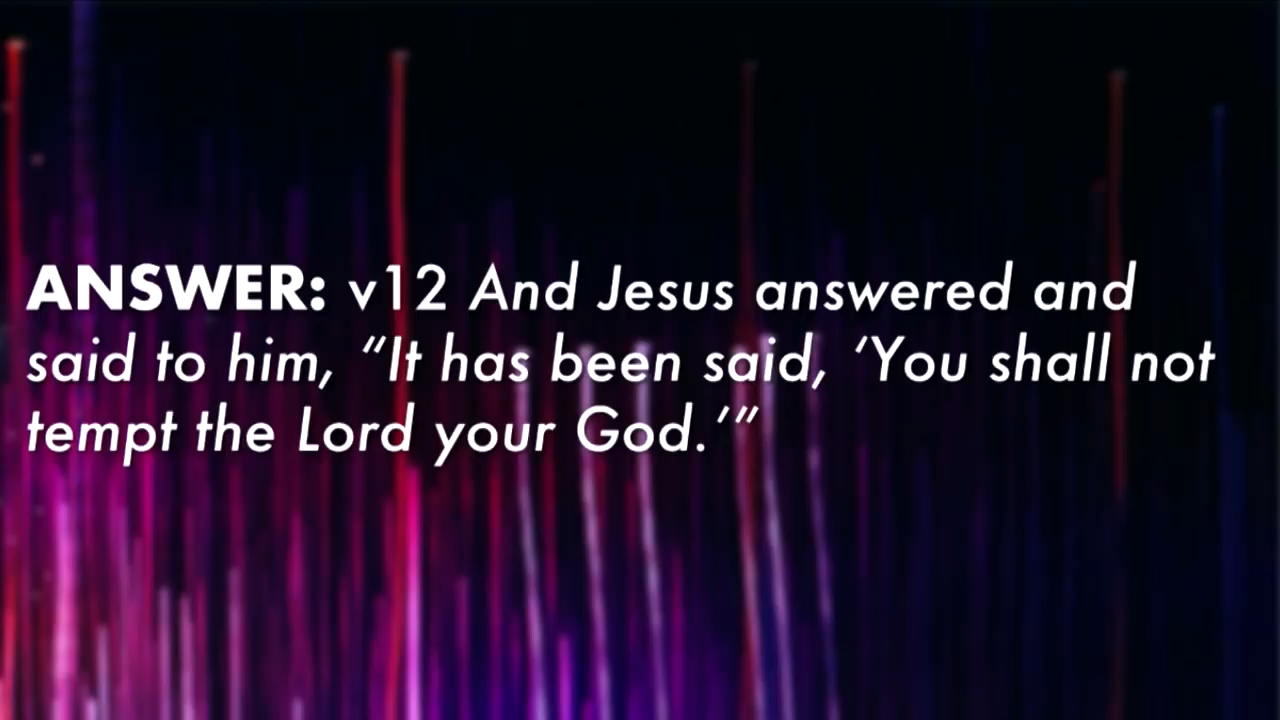 ANSWER: v12 And Jesus answered and
said to him, “It has been said, ‘You shall not
tempt the Lord your God.’”